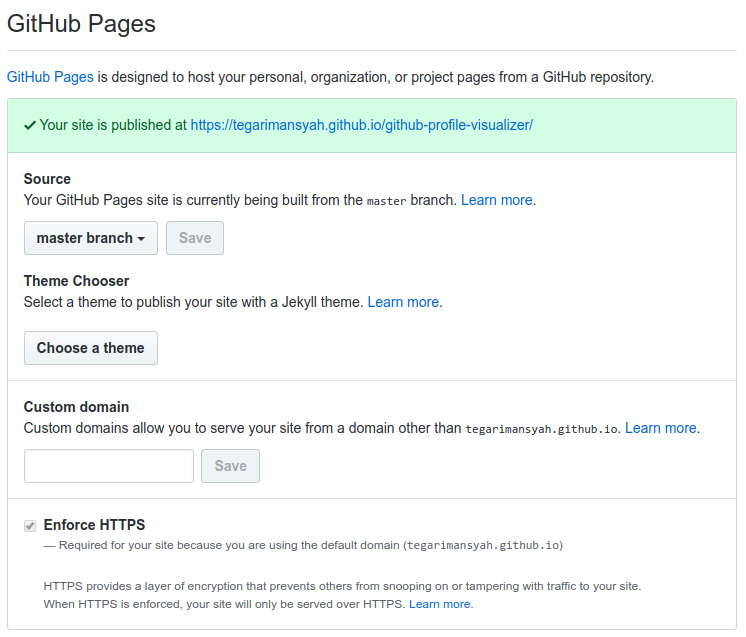 GitHub Pages
GitHub Pages is designed to host your personal, organization, or project pages from a GitHub repository.
✓ Your site is published at https://tegarimansyah.github.io/github-profile-visualizer/
Source
Your GitHub Pages site is currently being built from the master branch. Learn more.
master branch
Save
Theme Chooser
Select a theme to publish your site with a Jekyll theme. Learn more.
Choose a theme
Custom domain
Custom domains allow you to serve your site from a domain other than tegarimansyah.github.io. Learn more.
Save
Enforce HTTPS
— Required for your site because you are using the default domain (tegarimansyah.github.io)
HTTPS provides a layer of encryption that prevents others from snooping on or tampering with traffic to your site.
When HTTPS is enforced, your site will only be served over HTTPS. Learn more.